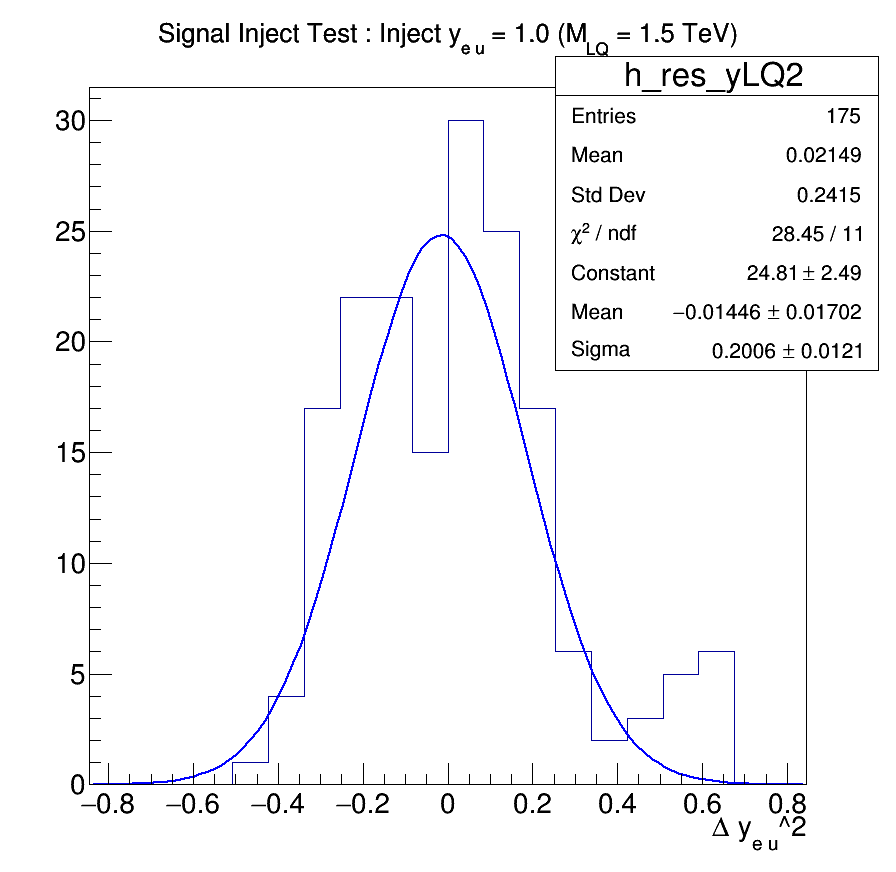 Signal Inject Test : Inject y_{e u} = 1.0 (M_{LQ} = 1.5 TeV)
h_res_yLQ2
Entries 175
Mean 0.02149
Std Dev 0.2415
χ² / ndf 28.45 / 11
Constant 24.81 ± 2.49
Mean −0.01446 ± 0.01702
Sigma 0.2006 ± 0.0121
30
25
20
15
10
5
0
−0.8 −0.6 −0.4 −0.2 0 0.2 0.4 0.6 0.8
Δ y_{e u}^2